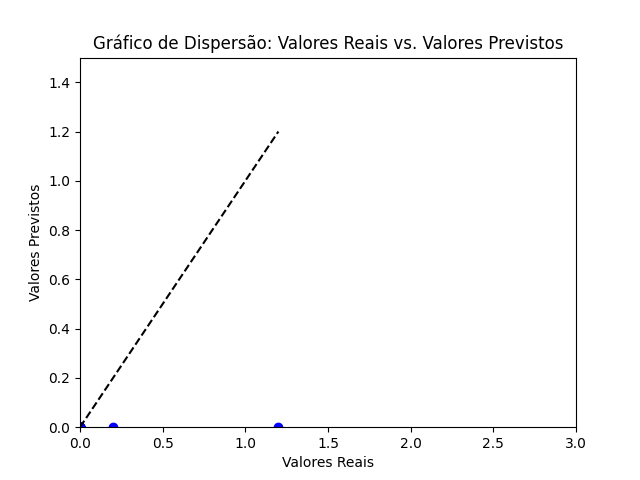 Gráfico de Dispersão: Valores Reais vs. Valores Previstos
1.4
1.2
1.0
0.8
0.6
0.4
0.2
0.0
Valores Previstos
0.0 0.5 1.0 1.5 2.0 2.5 3.0
Valores Reais